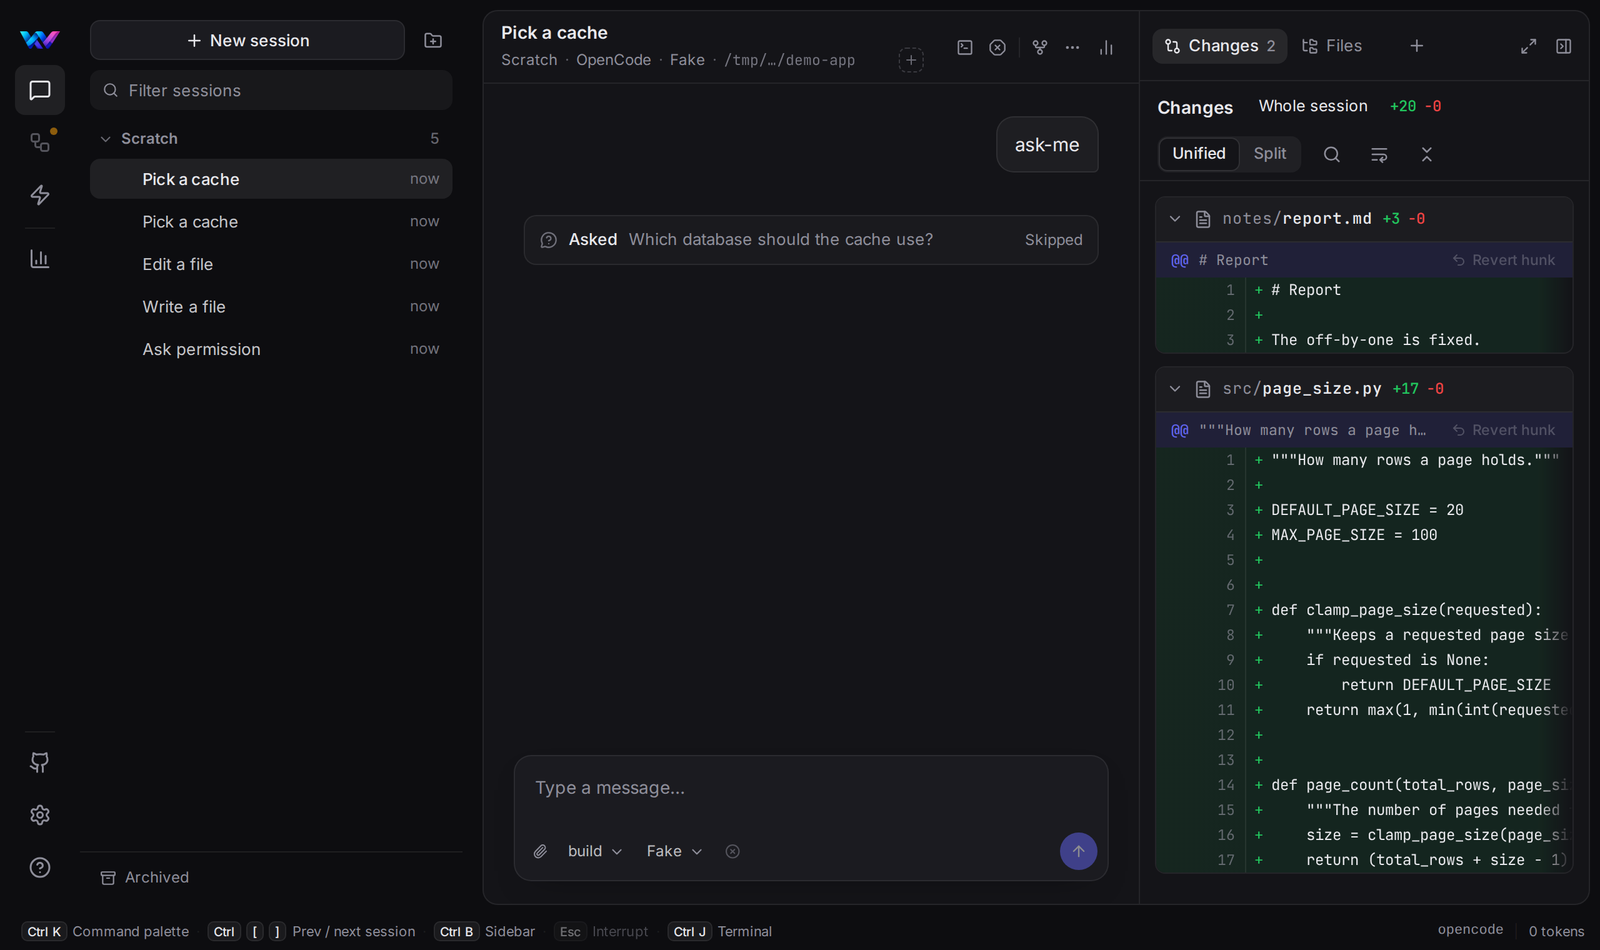 New session
Filter sessions
Scratch 5
Pick a cache now
Pick a cache now
Edit a file now
Write a file now
Ask permission now
Archived
Pick a cache
Scratch · OpenCode · Fake · /tmp/…/demo-app
ask-me
Asked Which database should the cache use? Skipped
Type a message...
build Fake
Changes 2 Files
Changes Whole session +20 -0
Unified Split
notes/report.md +3 -0
@@ # Report Revert hunk
1 + # Report
2 +
3 + The off-by-one is fixed.
src/page_size.py +17 -0
@@ """How many rows a page h… Revert hunk
1 + """How many rows a page holds."""
2 +
3 + DEFAULT_PAGE_SIZE = 20
4 + MAX_PAGE_SIZE = 100
5 +
6 +
7 + def clamp_page_size(requested):
8 + """Keeps a requested page size
9 + if requested is None:
10 + return DEFAULT_PAGE_SIZE
11 + return max(1, min(int(requeste
12 +
13 +
14 + def page_count(total_rows, page_si
15 + """The number of pages needed
16 + size = clamp_page_size(page_si
17 + return (total_rows + size - 1)
Ctrl K Command palette Ctrl [ ] Prev / next session Ctrl B Sidebar Esc Interrupt Ctrl J Terminal opencode 0 tokens